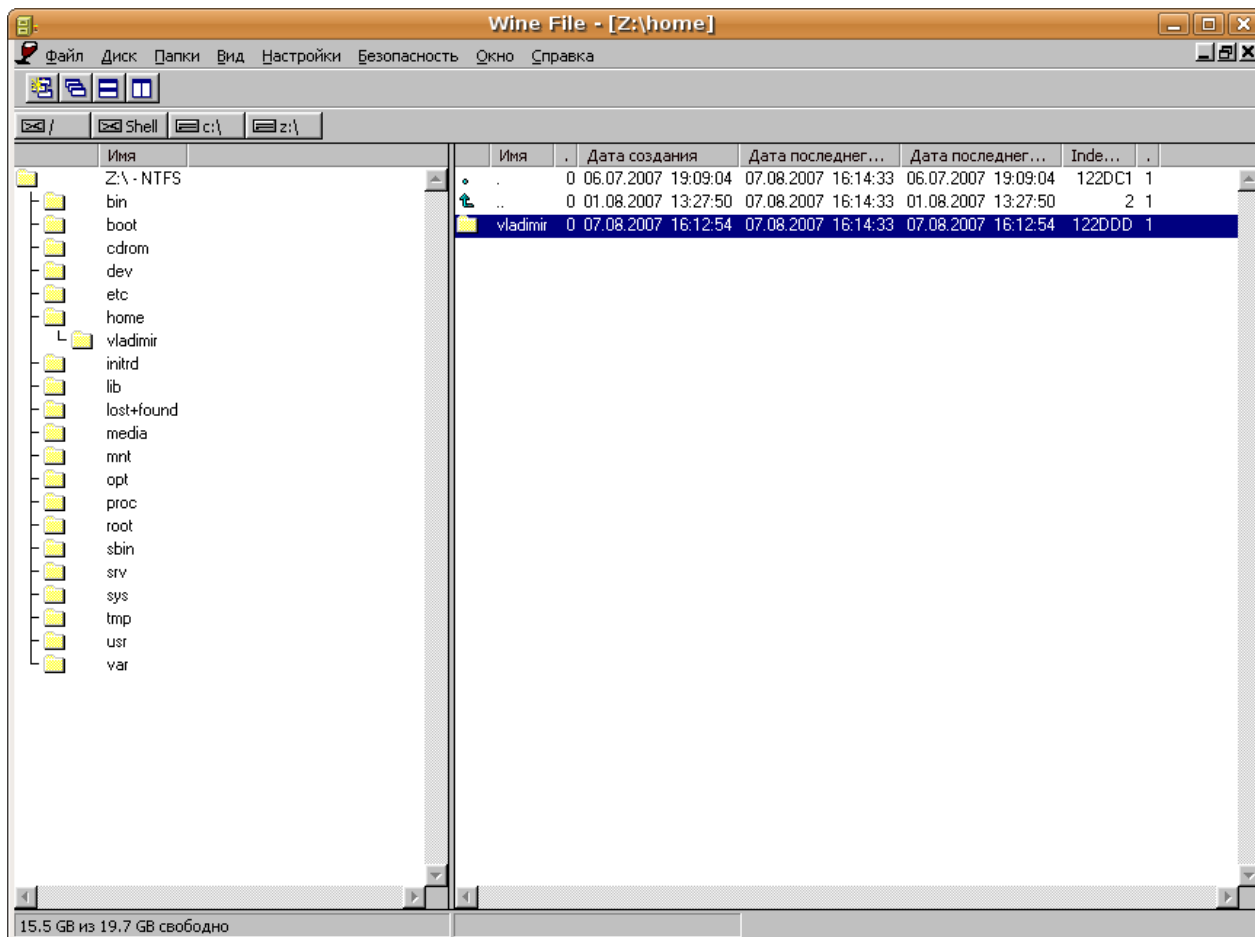 Wine File - [Z:\home]
Файл Диск Папки Вид Настройки Безопасность Окно Справка
/ Shell c:\ z:\
Имя
Z:\ - NTFS
bin
boot
cdrom
dev
etc
home
vladimir
initrd
lib
lost+found
media
mnt
opt
proc
root
sbin
srv
sys
tmp
usr
var
Имя . Дата создания Дата последнег... Дата последнег... Inde... .
. 0 06.07.2007 19:09:04 07.08.2007 16:14:33 06.07.2007 19:09:04 122DC1 1
.. 0 01.08.2007 13:27:50 07.08.2007 16:14:33 01.08.2007 13:27:50 2 1
vladimir 0 07.08.2007 16:12:54 07.08.2007 16:14:33 07.08.2007 16:12:54 122DDD 1
15.5 GB из 19.7 GB свободно